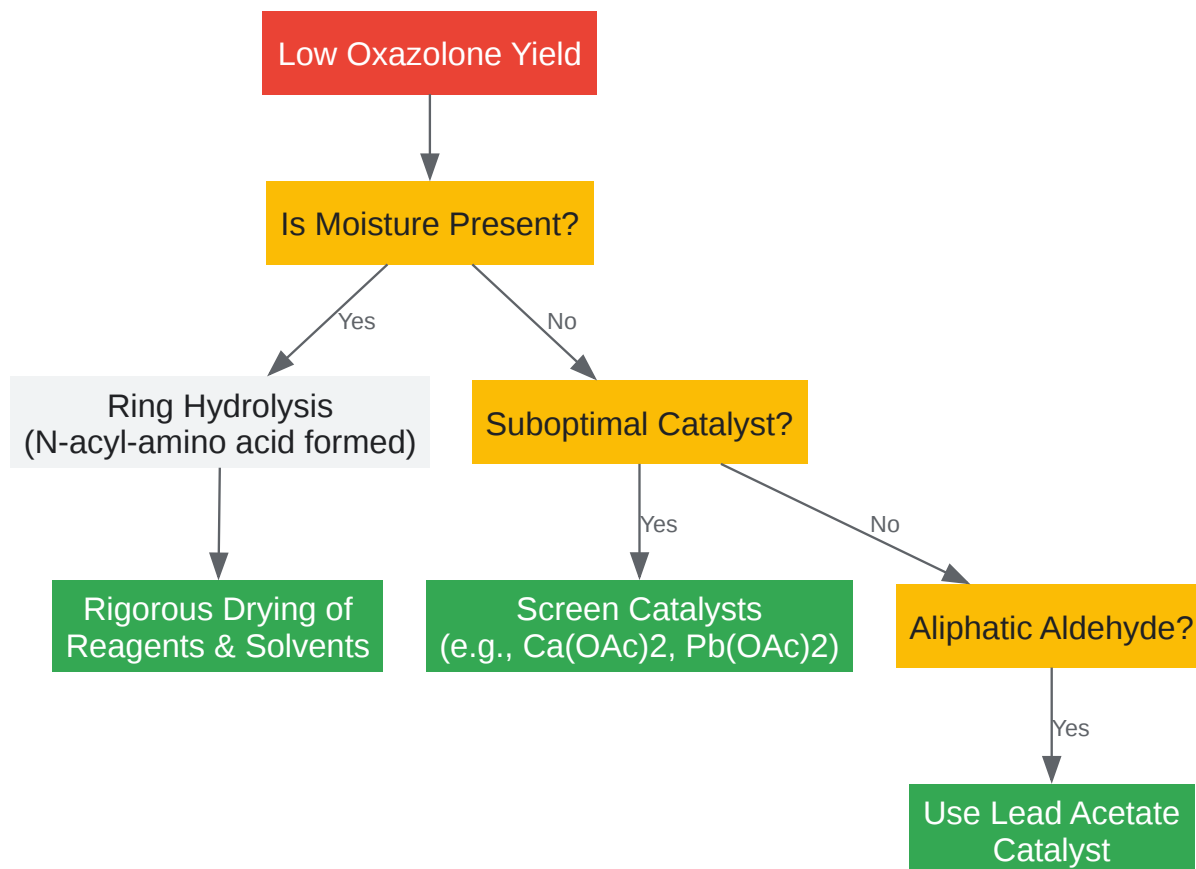 Low Oxazolone Yield
Is Moisture Present?
Yes
No
Ring Hydrolysis
(N-acyl-amino acid formed)
Suboptimal Catalyst?
Yes
No
Rigorous Drying of
Reagents & Solvents
Screen Catalysts
(e.g., Ca(OAc)2, Pb(OAc)2)
Aliphatic Aldehyde?
Yes
Use Lead Acetate
Catalyst